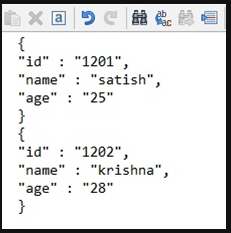 {
"id" : "1201",
"name" : "satish",
"age" : "25"
}
{
"id" : "1202",
"name" : "krishna",
"age" : "28"
}